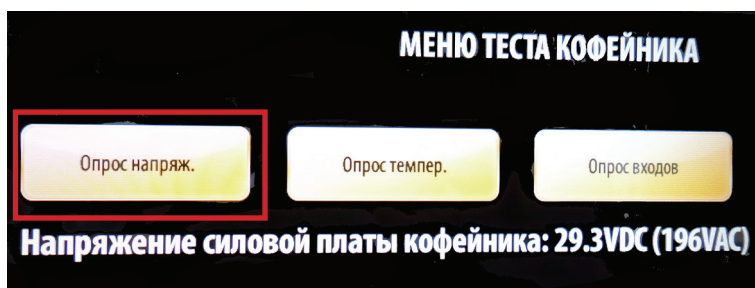 МЕНЮ ТЕСТА КОФЕЙНИКА
Опрос напряж.
Опрос темпер.
Опрос входов
Напряжение силовой платы кофейника: 29.3VDC (196VAC)